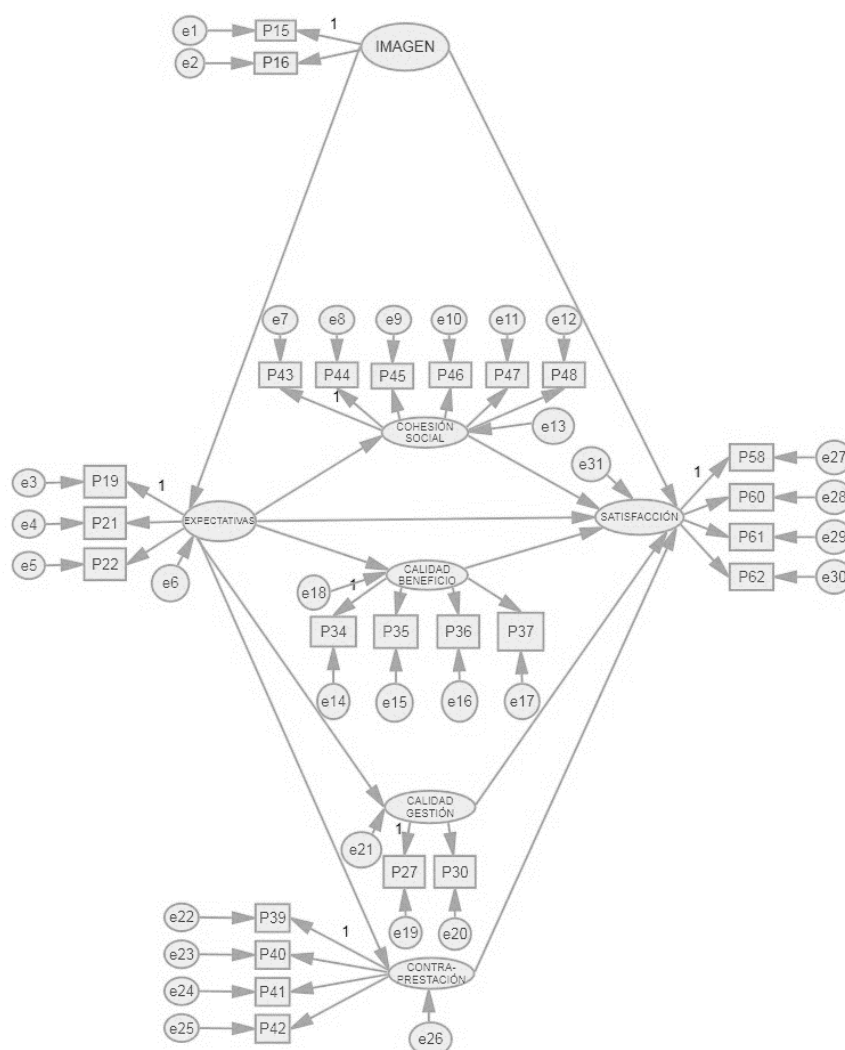 e1 P15 1
IMAGEN
e2 P16
e7 e8 e9 e10 e11 e12
P43 P44 P45 P46 P47 P48
1
COHESIÓN
SOCIAL
e13
e31
P58 e27
1
P60 e28
SATISFACCIÓN
P61 e29
P62 e30
e3 P19 1
e4 P21
EXPECTATIVAS
e5 P22
e6
CALIDAD
BENEFICIO
e18 1
P34 P35 P36 P37
e14 e15 e16 e17
CALIDAD
GESTIÓN
e21 1
P27 P30
e19 e20
e22 P39 1
e23 P40
e24 P41
e25 P42
CONTRA-
PRESTACIÓN
e26